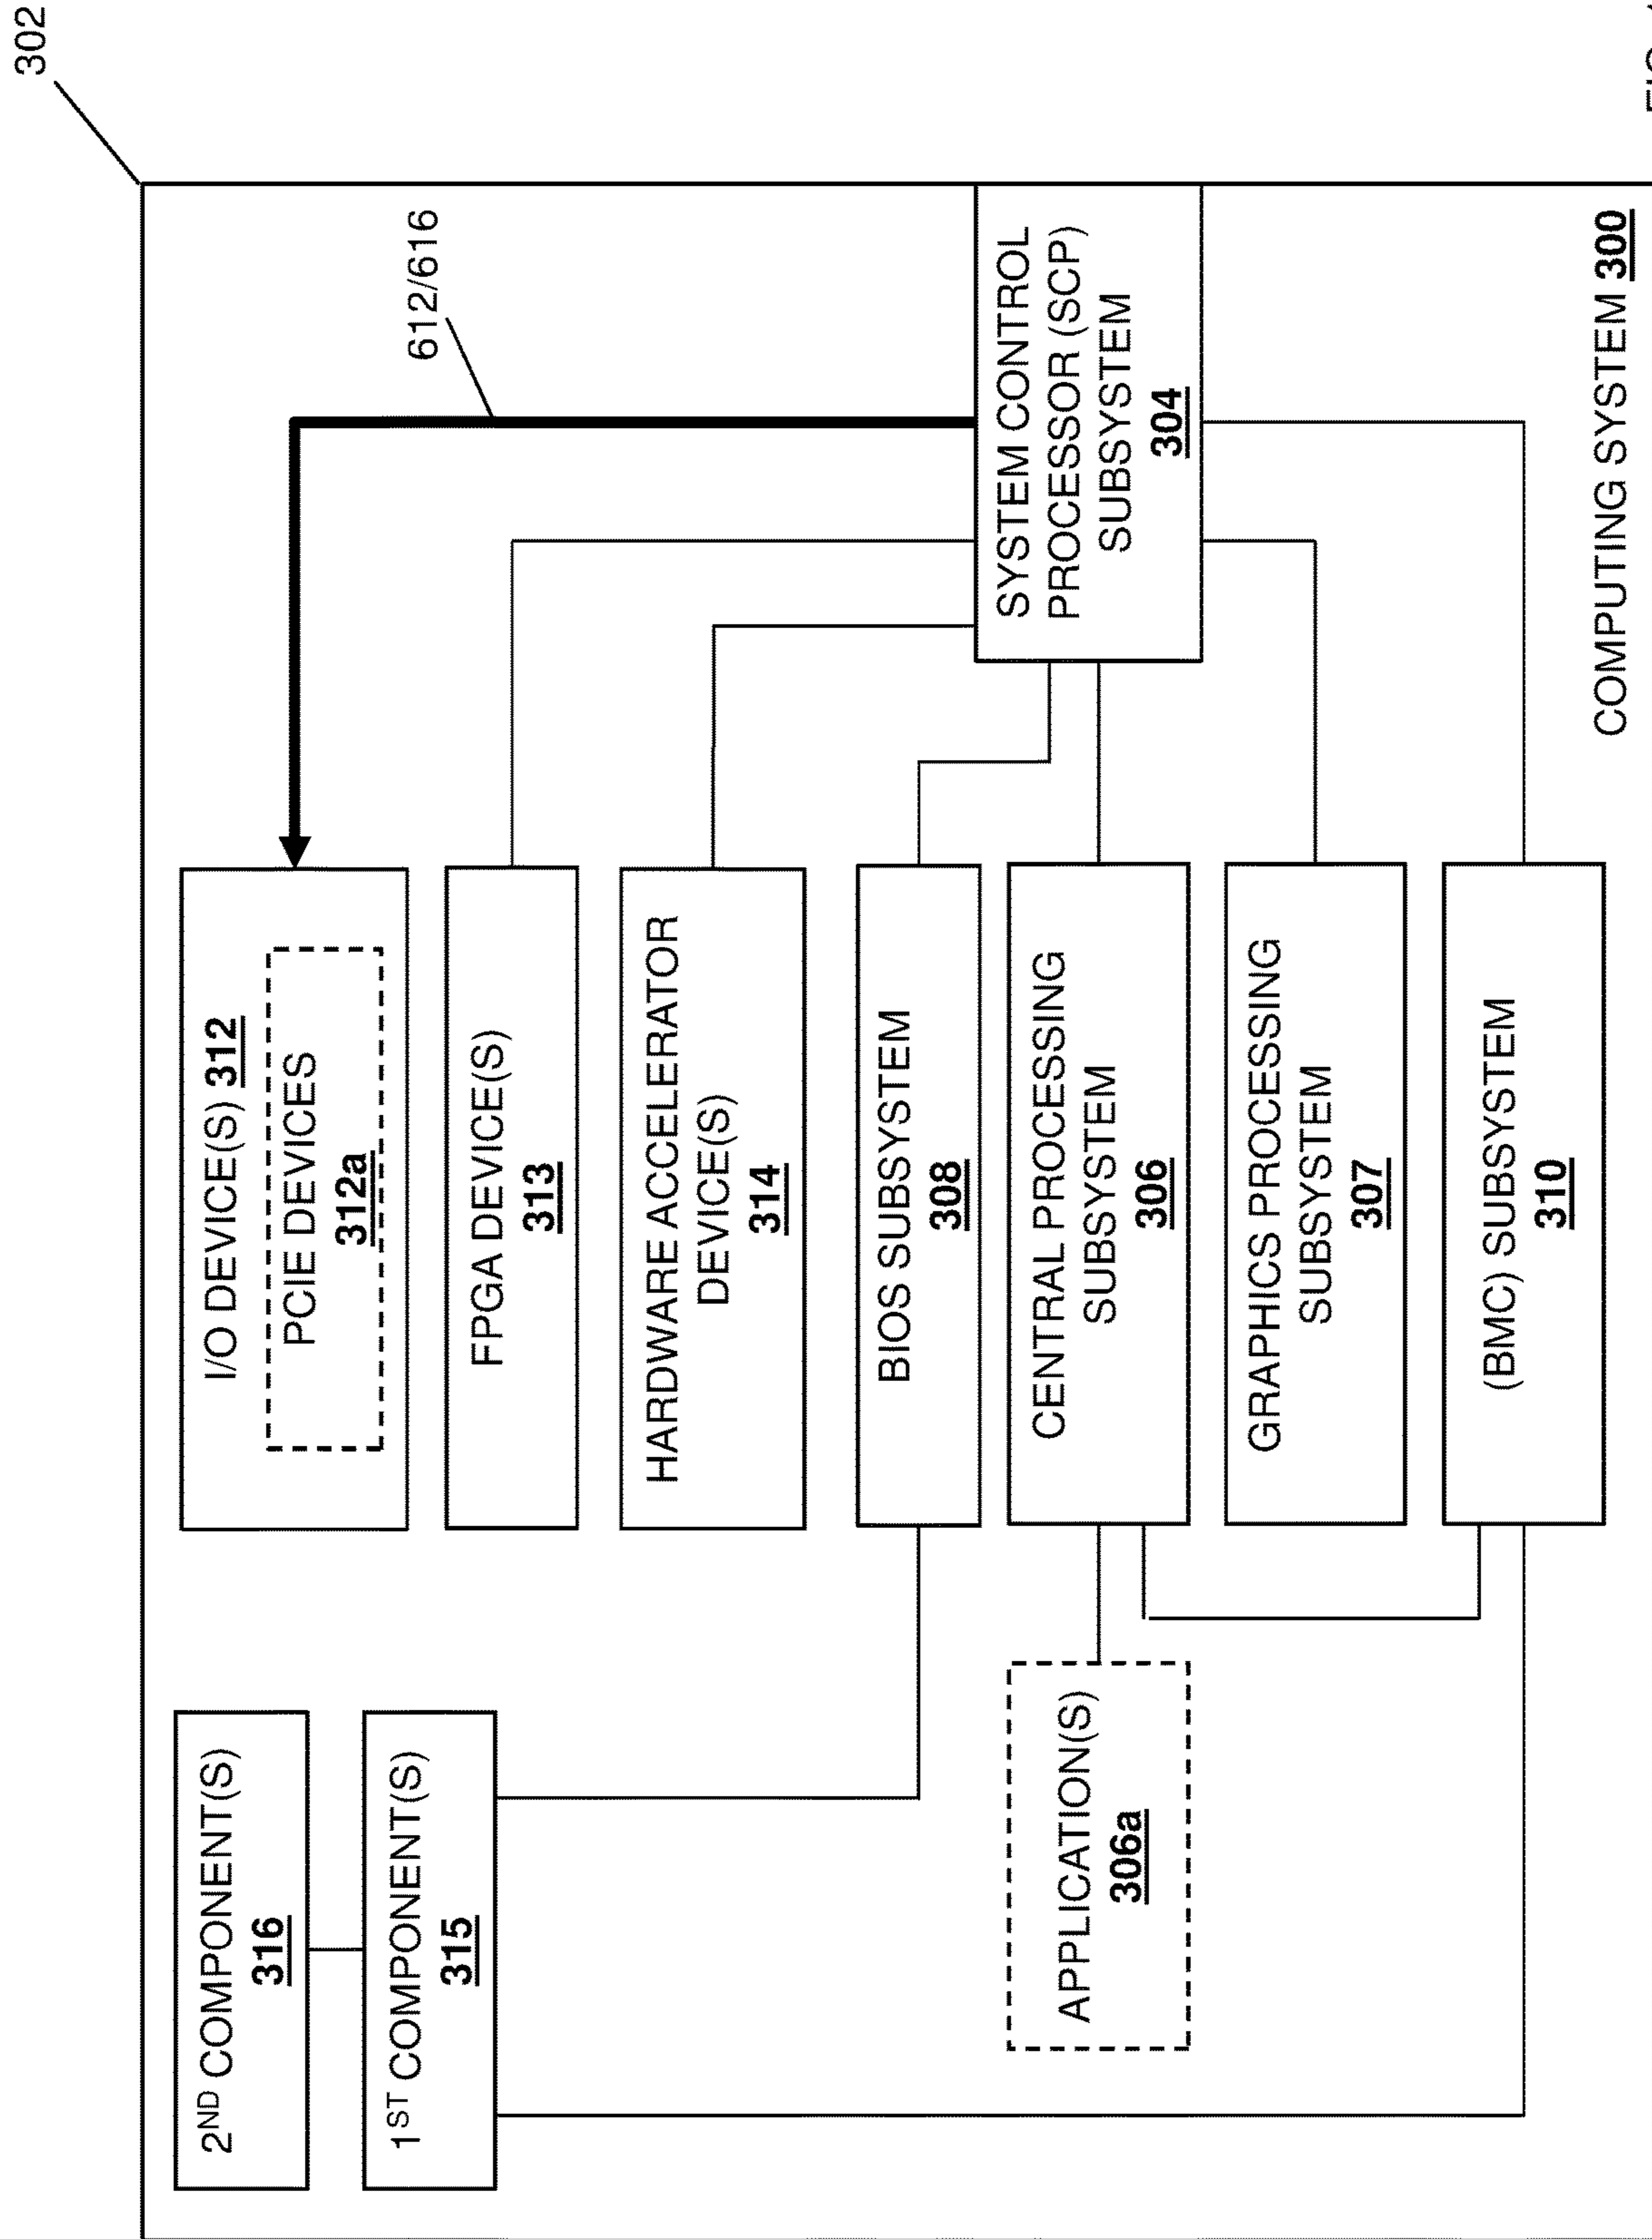 302
2ND COMPONENT(S)
316
1ST COMPONENT(S)
315
I/O DEVICE(S) 312
PCIE DEVICES
312a
612/616
FPGA DEVICE(S)
313
HARDWARE ACCELERATOR
DEVICE(S)
314
BIOS SUBSYSTEM
308
SYSTEM CONTROL
PROCESSOR (SCP)
SUBSYSTEM
304
APPLICATION(S)
306a
CENTRAL PROCESSING
SUBSYSTEM
306
GRAPHICS PROCESSING
SUBSYSTEM
307
(BMC) SUBSYSTEM
310
COMPUTING SYSTEM 300